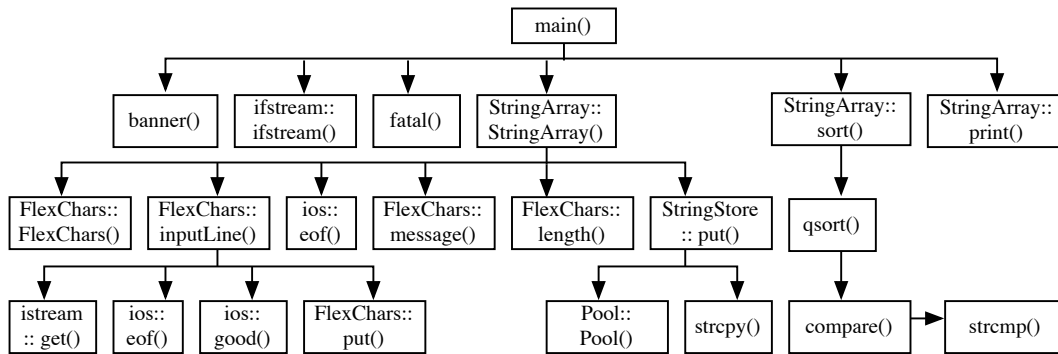 main()
banner()
ifstream::
ifstream()
fatal()
StringArray::
StringArray()
StringArray::
sort()
StringArray::
print()
FlexChars::
FlexChars()
FlexChars::
inputLine()
ios::
eof()
FlexChars::
message()
FlexChars::
length()
StringStore
:: put()
qsort()
istream
:: get()
ios::
eof()
ios::
good()
FlexChars::
put()
Pool::
Pool()
strcpy()
compare()
strcmp()